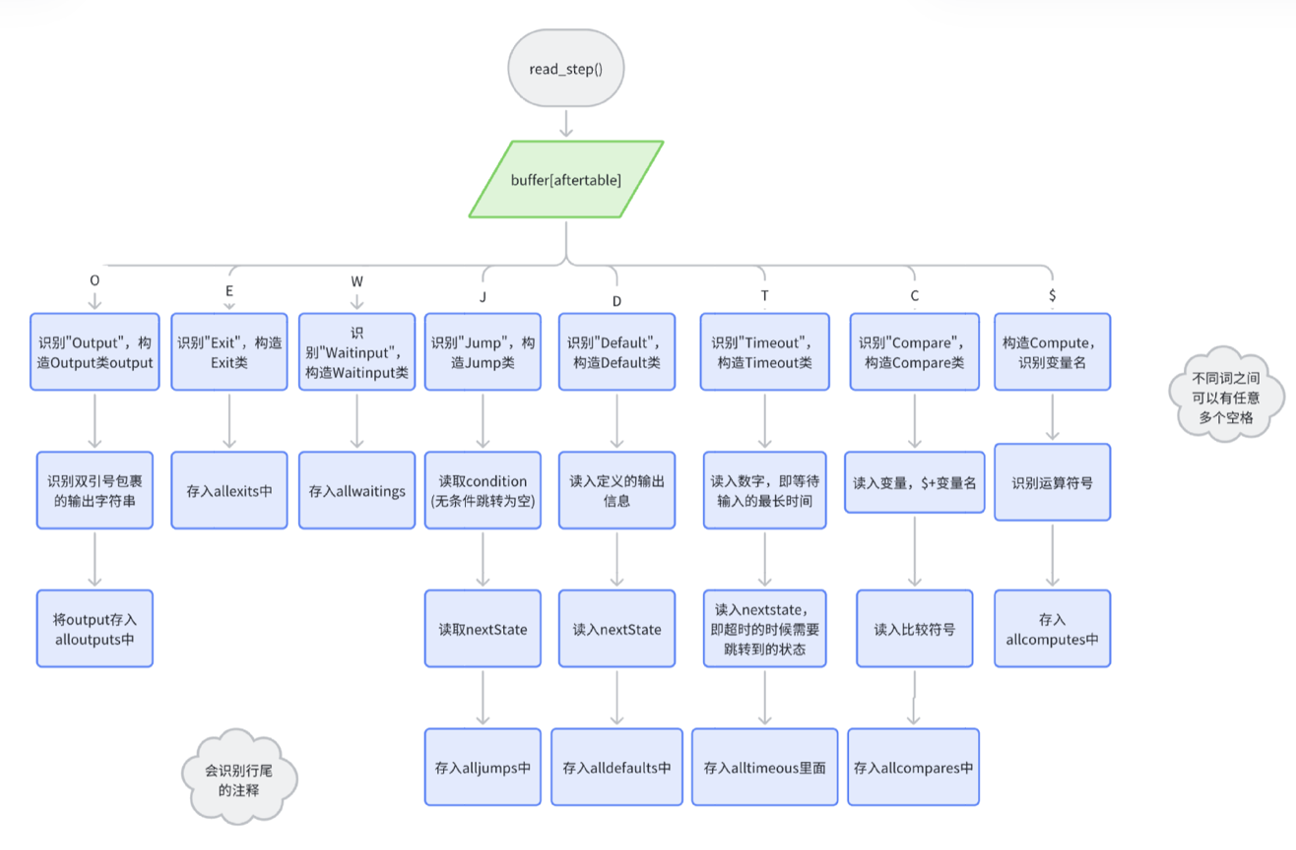 read_step()
buffer[aftertable]
O
E
W
J
D
T
C
$
识别"Output"，构
造Output类output
识别"Exit"，构造
Exit类
识
别"Waitinput"，
构造Waitinput类
识别"Jump"，构
造Jump类
识别"Default"，
构造Default类
识别"Timeout"，
构造Timeout类
识别"Compare"，
构造Compare类
构造Compute，
识别变量名
不同词之间
可以有任意
多个空格
识别双引号包裹
的输出字符串
存入allexits中
存入allwaitings
读取condition
(无条件跳转为空)
读入定义的输出
信息
读入数字，即等待
输入的最长时间
读入变量，$+变量名
识别运算符号
将output存入
alloutputs中
读取nextState
读入nextState
读入nextstate，
即超时的时候需要
跳转到的状态
读入比较符号
存入
allcomputes中
会识别行尾
的注释
存入alljumps中
存入alldefaults中
存入alltimeous里面
存入allcompares中